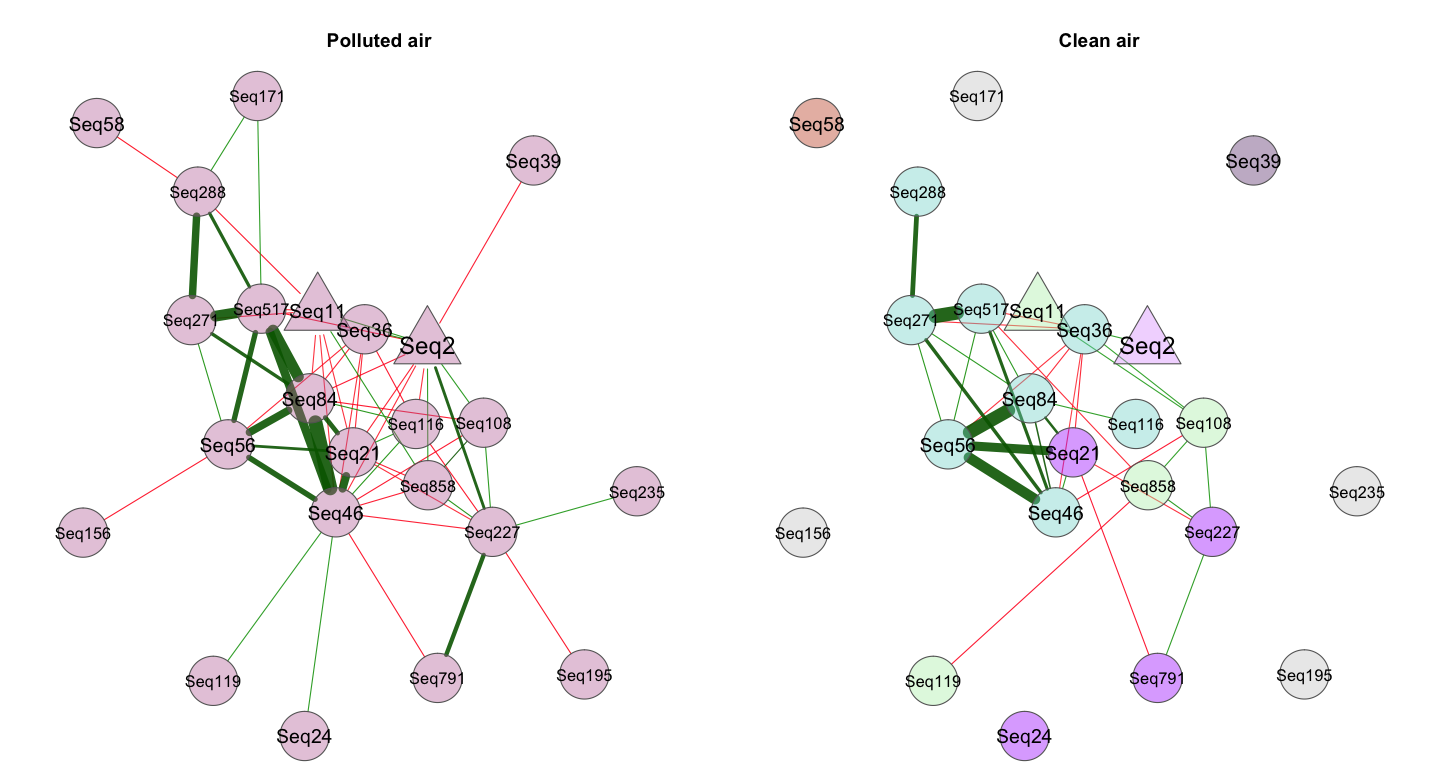 Polluted air
Seq171
Seq58
Seq39
Seq288
Seq11
Seq517
Seq271
Seq36
Seq2
Seq84
Seq116
Seq108
Seq56
Seq21
Seq858
Seq235
Seq46
Seq156
Seq227
Seq119
Seq791
Seq195
Seq24
Clean air
Seq171
Seq58
Seq39
Seq288
Seq11
Seq517
Seq271
Seq36
Seq2
Seq84
Seq116
Seq108
Seq56
Seq21
Seq858
Seq235
Seq46
Seq156
Seq227
Seq119
Seq791
Seq195
Seq24